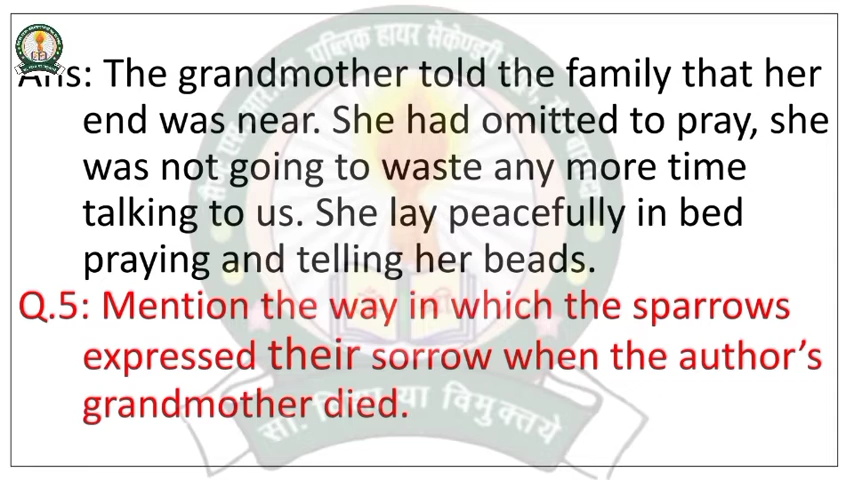 Ans: The grandmother told the family that her
end was near. She had omitted to pray, she
was not going to waste any more time
talking to us. She lay peacefully in bed
praying and telling her beads.
Q.5: Mention the way in which the sparrows
expressed their sorrow when the author's
grandmother died.
सा विद्या या विमुक्तये